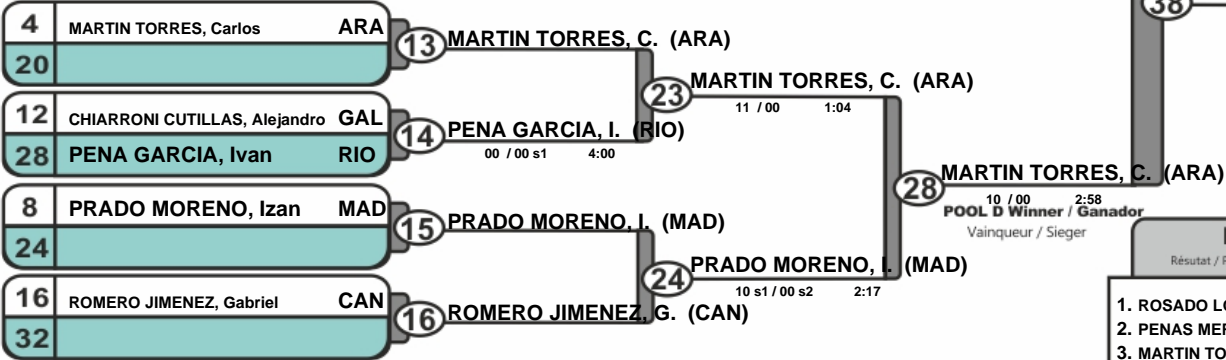 38
4 MARTIN TORRES, Carlos ARA
20
13 MARTIN TORRES, C. (ARA)
12 CHIARRONI CUTILLAS, Alejandro GAL
28 PENA GARCIA, Ivan RIO
14 PENA GARCIA, I. (RIO)
00 / 00 s1 4:00
23 MARTIN TORRES, C. (ARA)
11 / 00 1:04
8 PRADO MORENO, Izan MAD
24
15 PRADO MORENO, I. (MAD)
16 ROMERO JIMENEZ, Gabriel CAN
32
16 ROMERO JIMENEZ, G. (CAN)
24 PRADO MORENO, I. (MAD)
10 s1 / 00 s2 2:17
28 MARTIN TORRES, C. (ARA)
10 / 00 2:58
POOL D Winner / Ganador
Vainqueur / Sieger
Résutat /
1. ROSADO
2. PENAS
3. MARTIN